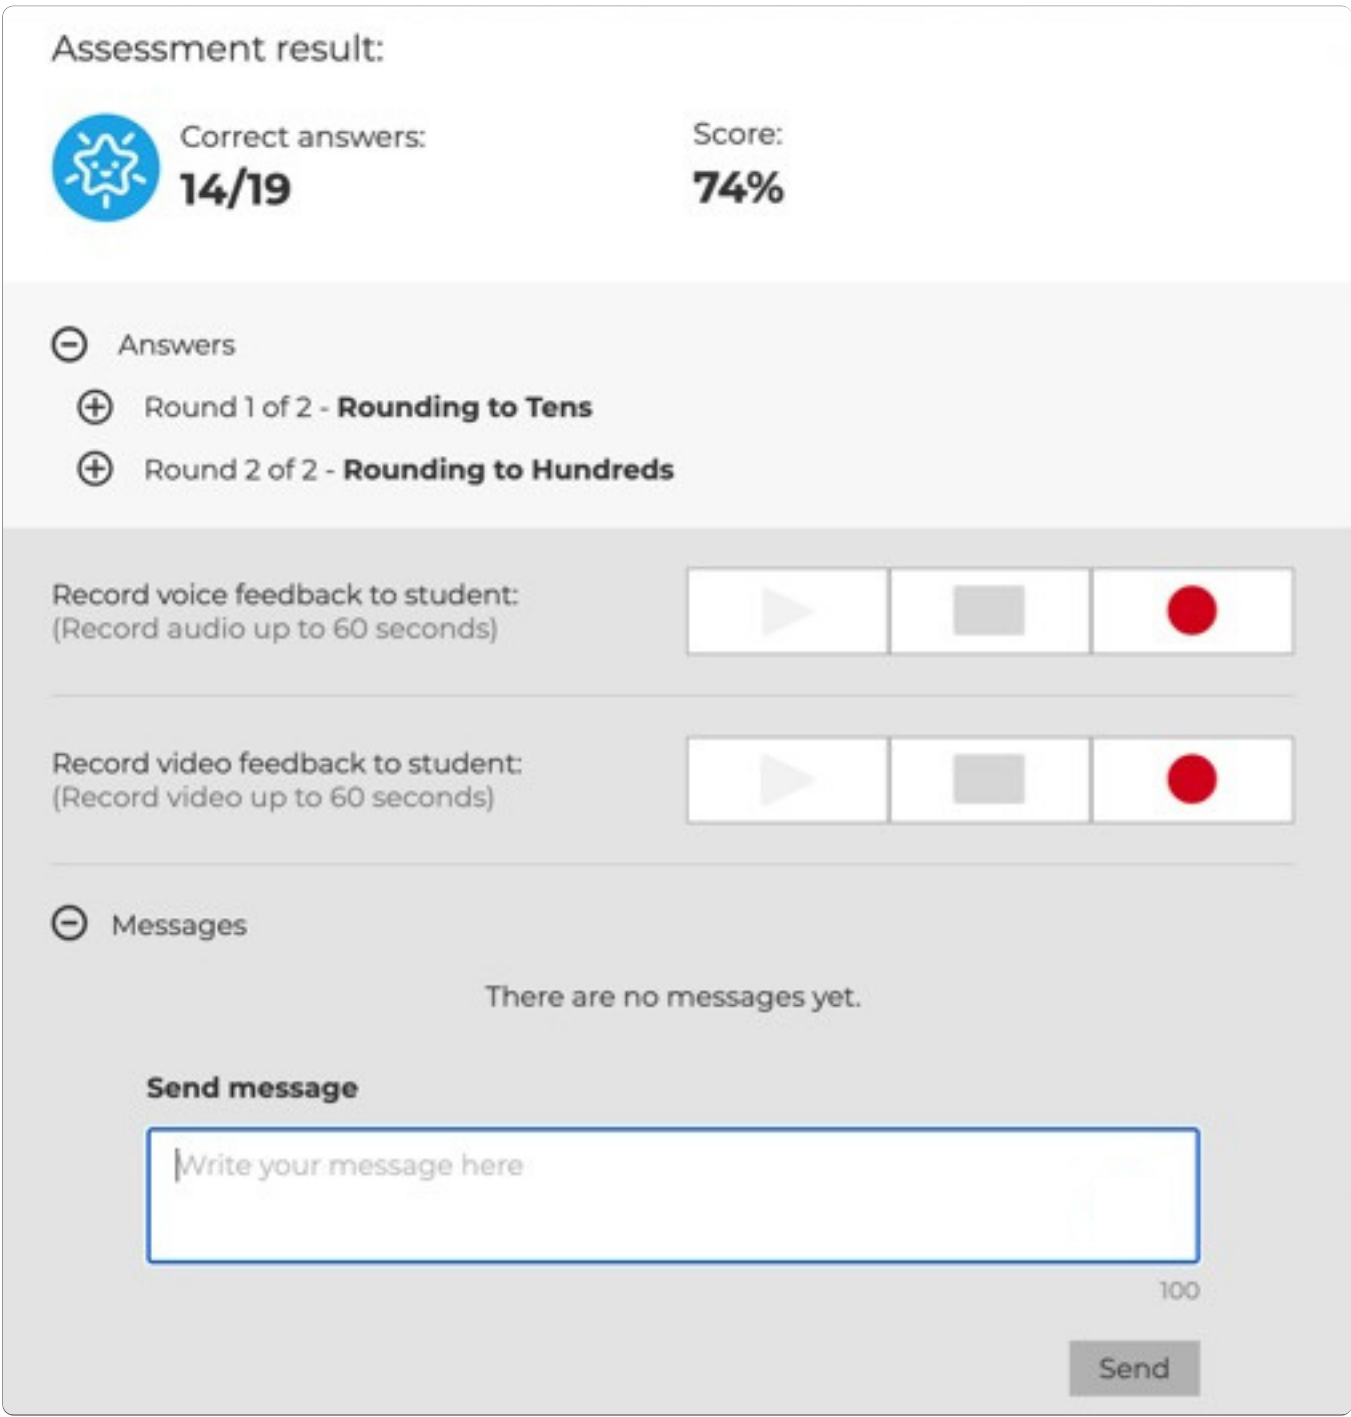 Assessment result:
Correct answers:
14/19
Score:
74%
Answers
Round 1 of 2 - Rounding to Tens
Round 2 of 2 - Rounding to Hundreds
Record voice feedback to student:
(Record audio up to 60 seconds)
Record video feedback to student:
(Record video up to 60 seconds)
Messages
There are no messages yet.
Send message
Write your message here
100
Send